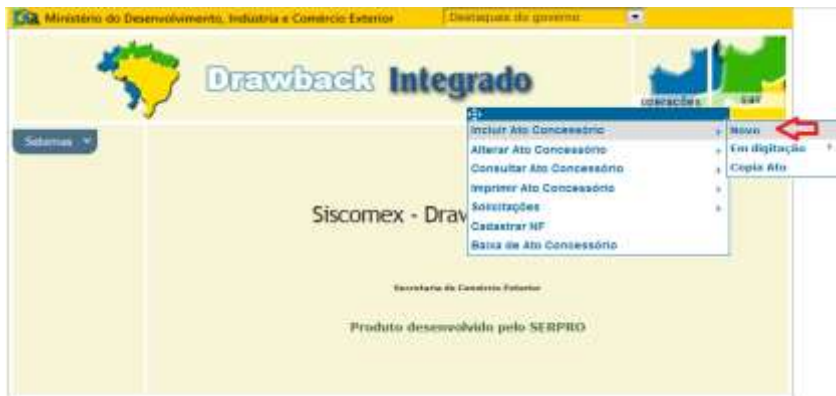 Ministério do Desenvolvimento, Indústria e Comércio Exterior
Destaques do governo
Drawback Integrado
operações
sair
Sistemas
Incluir Ato Concessório
Novo
Alterar Ato Concessório
Em digitação
Consultar Ato Concessório
Copia Ato
Imprimir Ato Concessório
Solicitações
Cadastrar NF
Baixa de Ato Concessório
Siscomex - Draw
Secretaria de Comércio Exterior
Produto desenvolvido pelo SERPRO